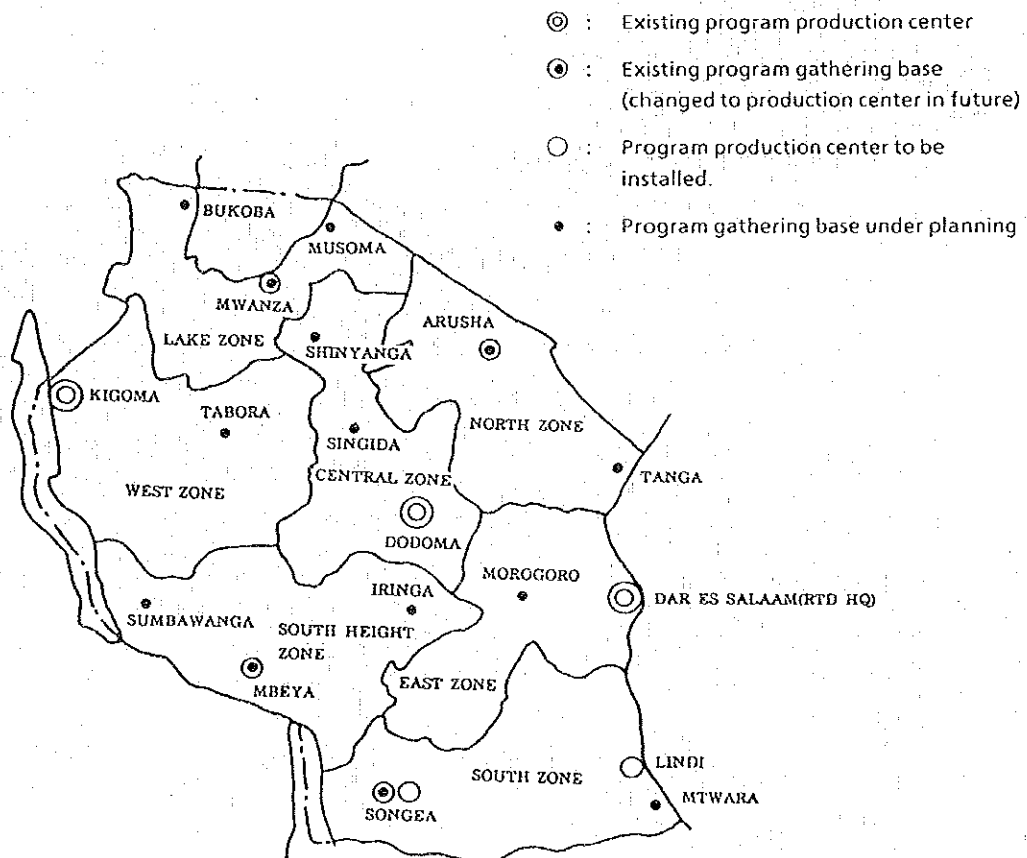 ◎ : Existing program production center
◉ : Existing program gathering base
(changed to production center in future)
○ : Program production center to be
installed.
• : Program gathering base under planning
BUKOBA
MUSOMA
MWANZA
ARUSHA
LAKE ZONE
SHINYANGA
KIGOMA
TABORA
SINGIDA
NORTH ZONE
TANGA
CENTRAL ZONE
WEST ZONE
DODOMA
MOROGORO
IRINGA
DAR ES SALAAM(RTD HQ)
SUMBAWANGA
SOUTH HEIGHT
ZONE
EAST ZONE
MBEYA
LINDI
SOUTH ZONE
MTWARA
SONGEA